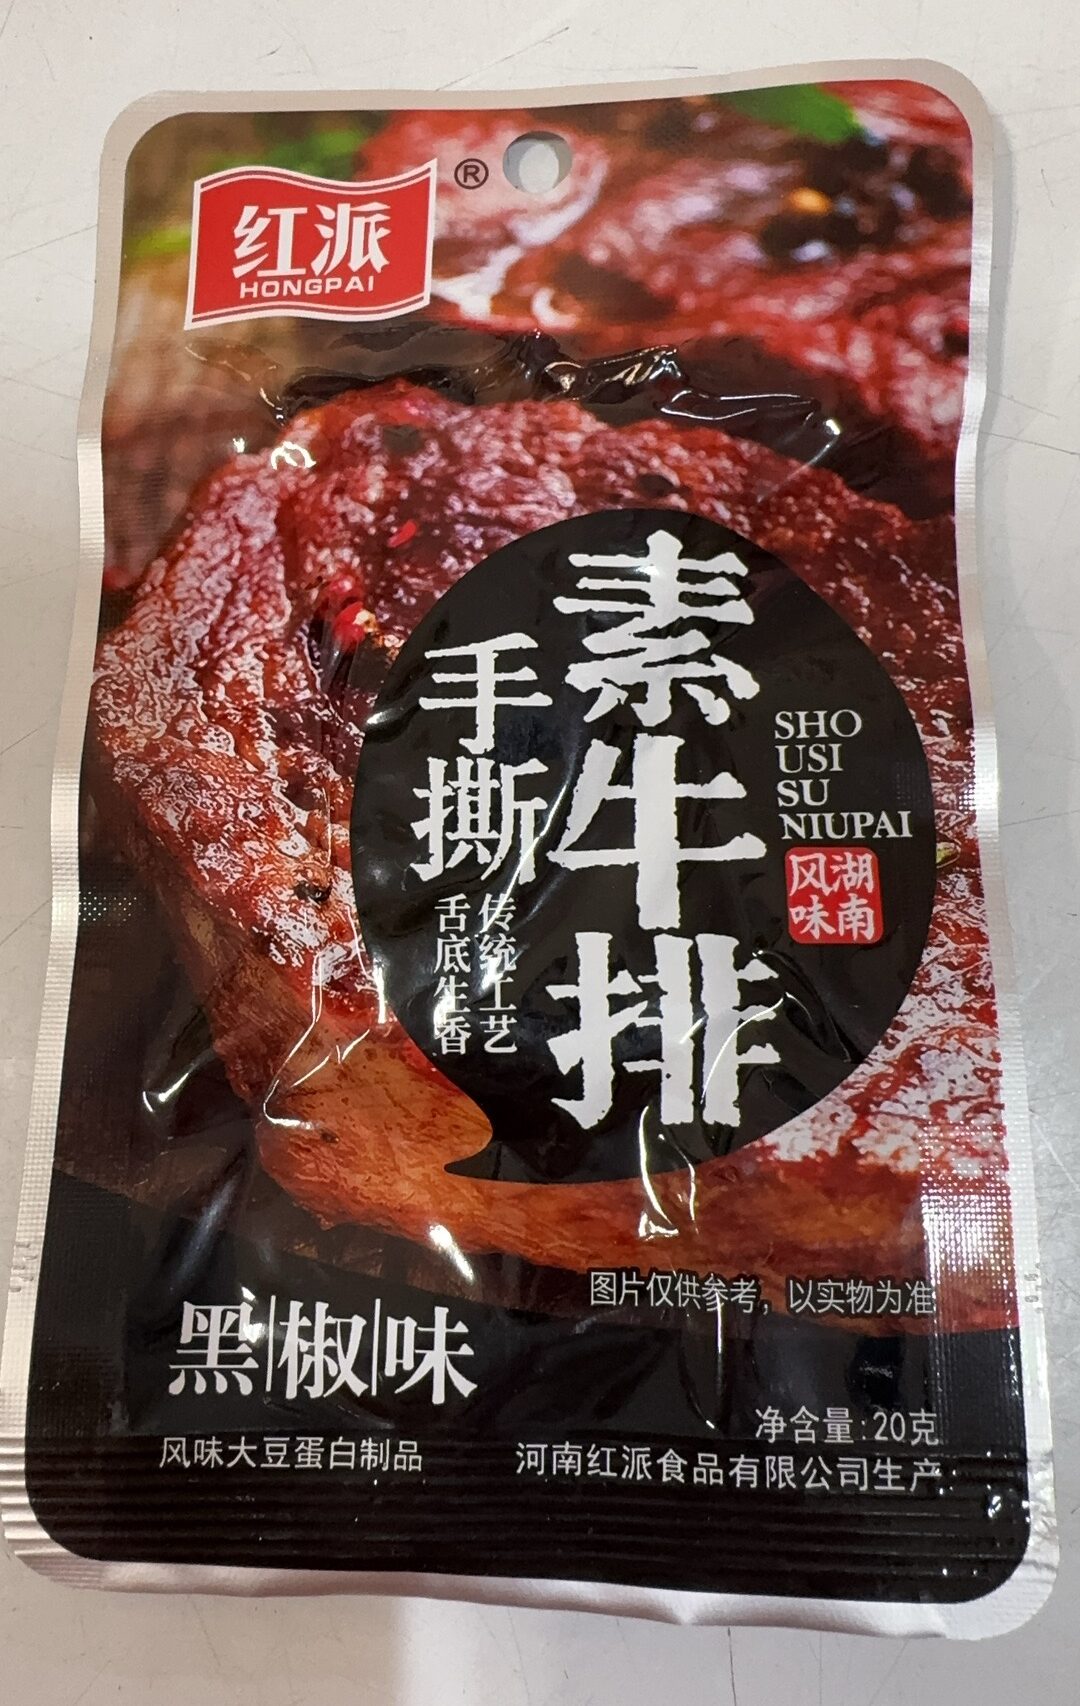 红派®
HONGPAI
素牛排
手撕
传统工艺
舌底生香
SHO
USI
SU
NIUPAI
湖南
风味
图片仅供参考，以实物为准
黑|椒|味
净含量:20克
风味大豆蛋白制品
河南红派食品有限公司生产